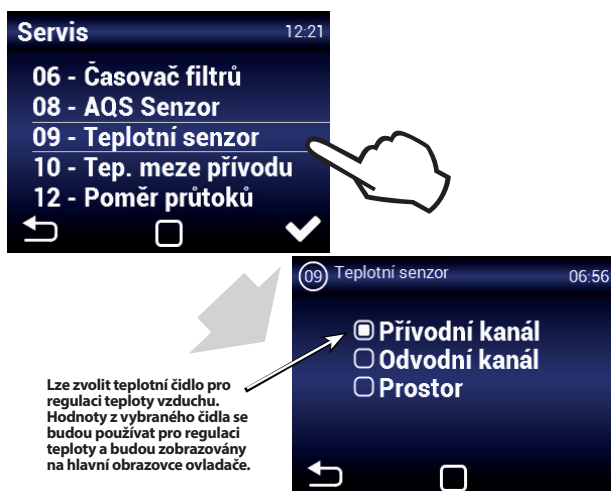 Servis 12:21
06 - Časovač filtrů
08 - AQS Senzor
09 - Teplotní senzor
10 - Tep. meze přívodu
12 - Poměr průtoků
09 Teplotní senzor 06:56
Přívodní kanál
Odvodní kanál
Prostor
Lze zvolit teplotní čidlo pro
regulaci teploty vzduchu.
Hodnoty z vybraného čidla se
budou používat pro regulaci
teploty a budou zobrazovány
na hlavní obrazovce ovladače.